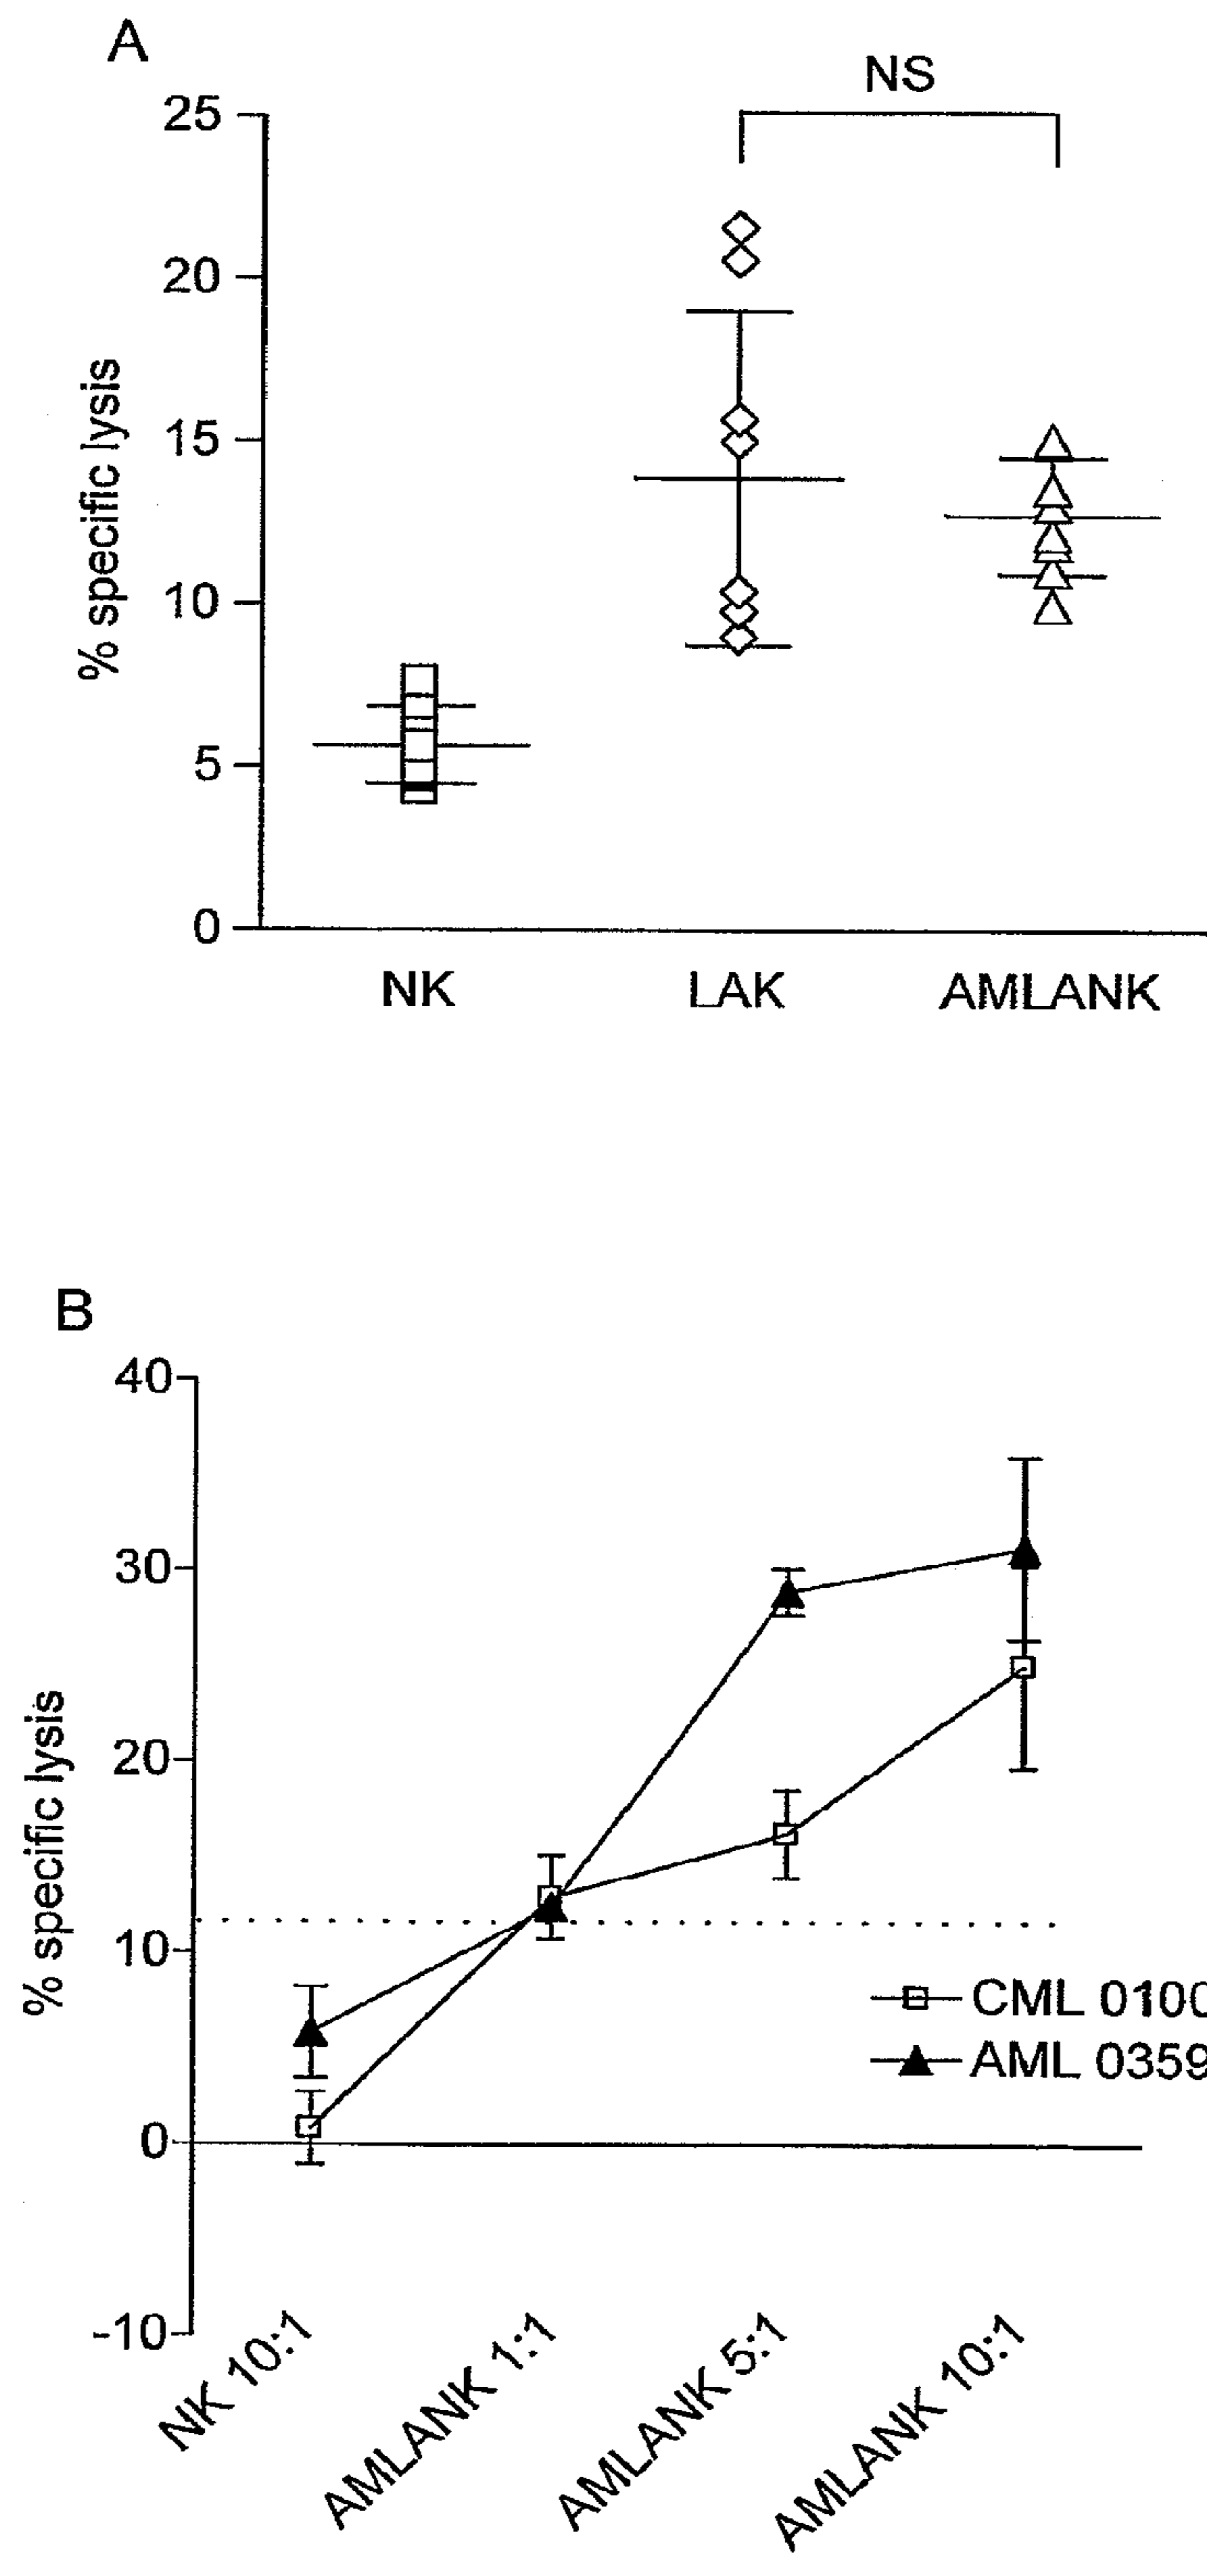 A
NS
25
20
15
10
5
0
% specific lysis
NK LAK AMLANK
B
40
30
20
10
0
-10
% specific lysis
CML 0100
AML 0359
NK 10:1
AMLANK 1:1
AMLANK 5:1
AMLANK 10:1